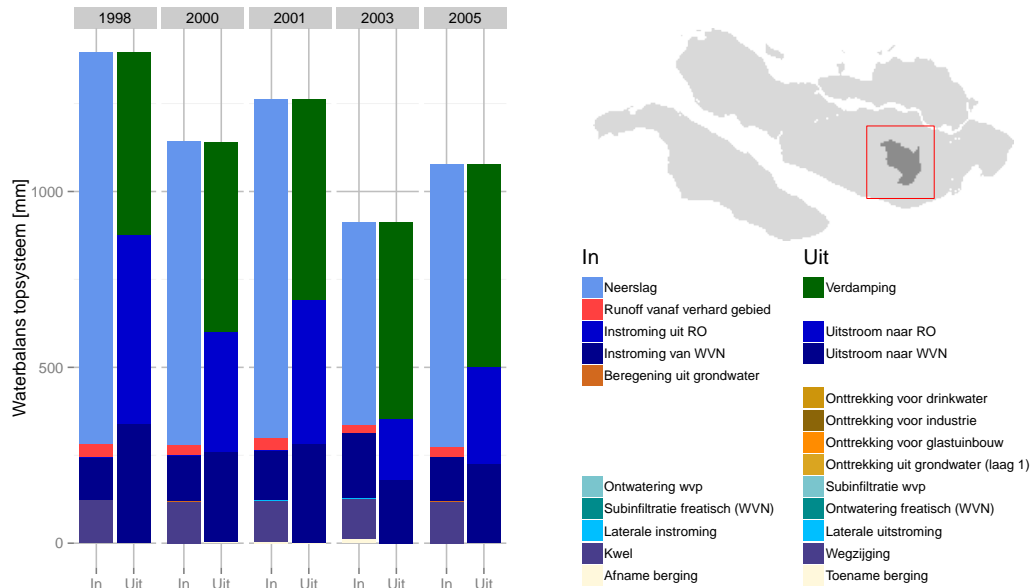 1998 2000 2001 2003 2005
Waterbalans topsysteem [mm]
1000
500
0
In Uit In Uit In Uit In Uit In Uit
In
Neerslag
Runoff vanaf verhard gebied
Instroming uit RO
Instroming van WVN
Beregening uit grondwater
Ontwatering wvp
Subinfiltratie freatisch (WVN)
Laterale instroming
Kwel
Afname berging
Uit
Verdamping
Uitstroom naar RO
Uitstroom naar WVN
Onttrekking voor drinkwater
Onttrekking voor industrie
Onttrekking voor glastuinbouw
Onttrekking uit grondwater (laag 1)
Subinfiltratie wvp
Ontwatering freatisch (WVN)
Laterale uitstroming
Wegzijging
Toename berging